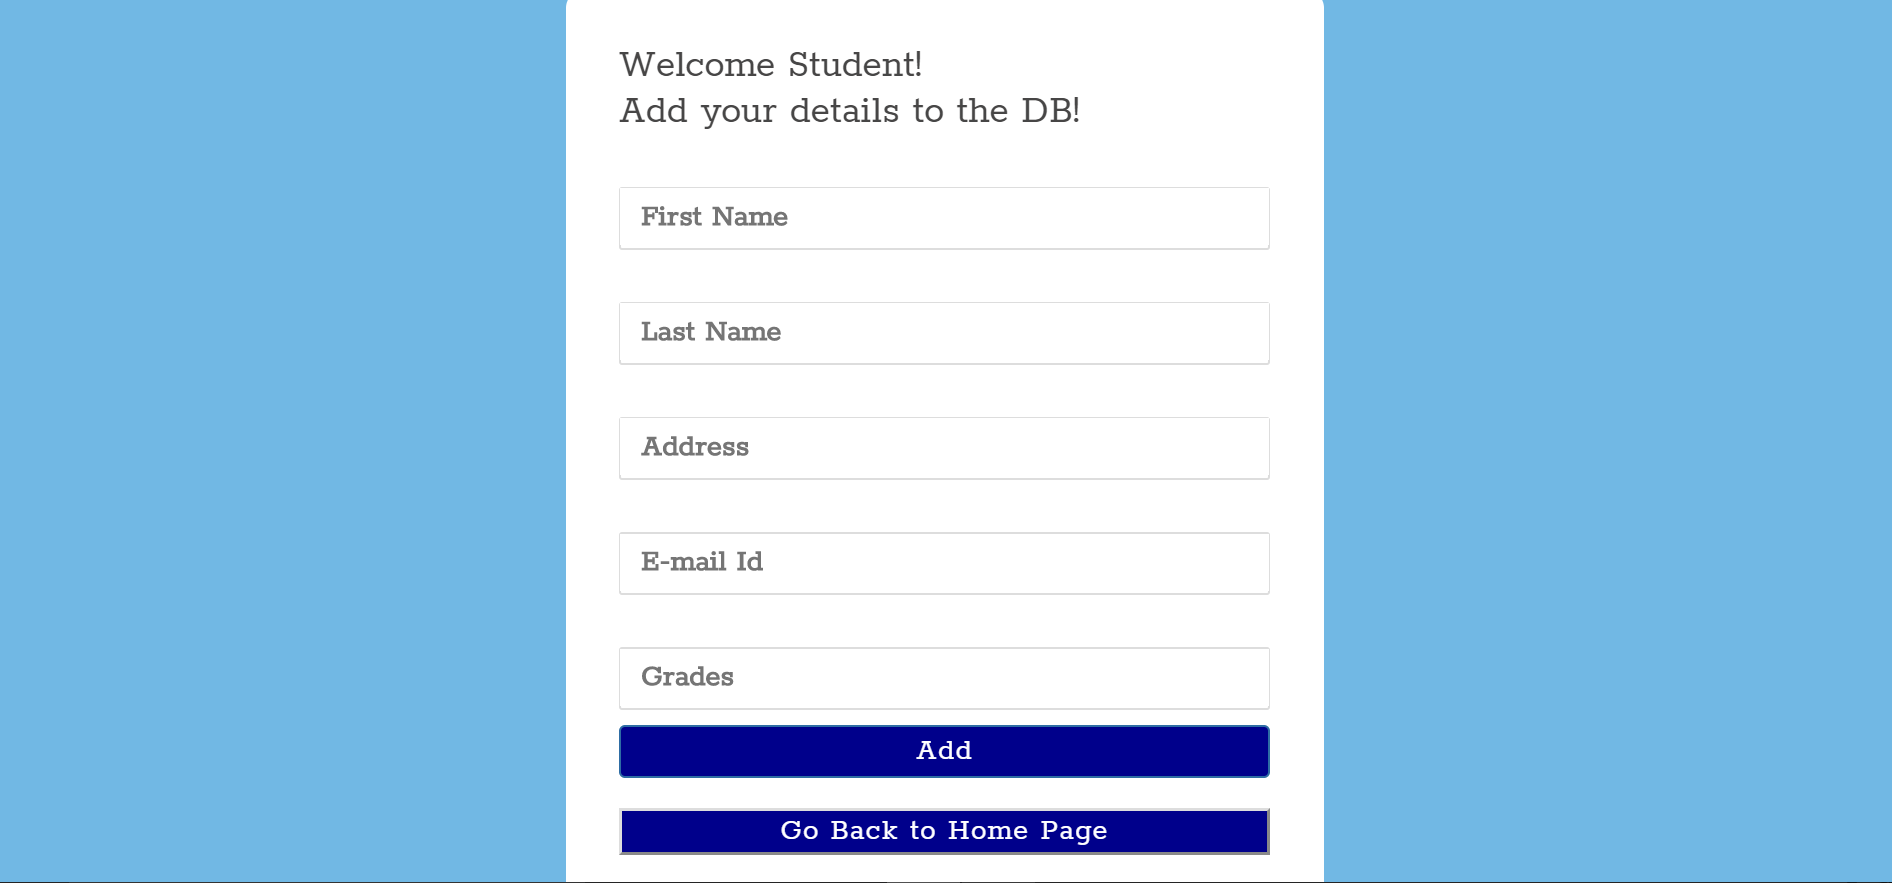 Welcome Student!
Add your details to the DB!
First Name
Last Name
Address
E-mail Id
Grades
Add
Go Back to Home Page